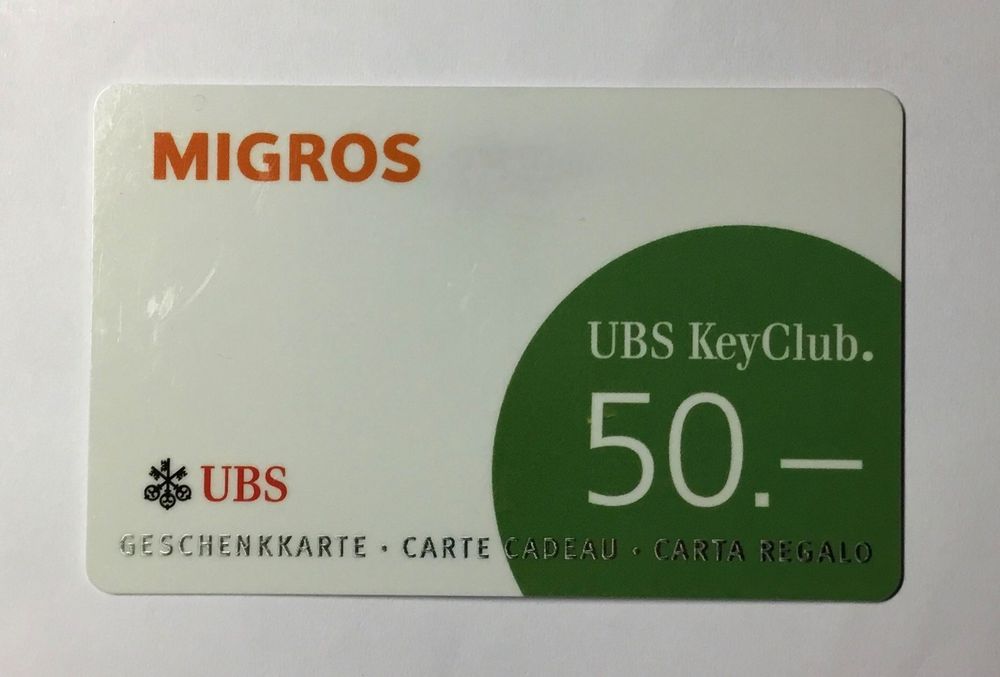 MIGROS
UBS KeyClub.
50.–
UBS
GESCHENKKARTE · CARTE CADEAU · CARTA REGALO